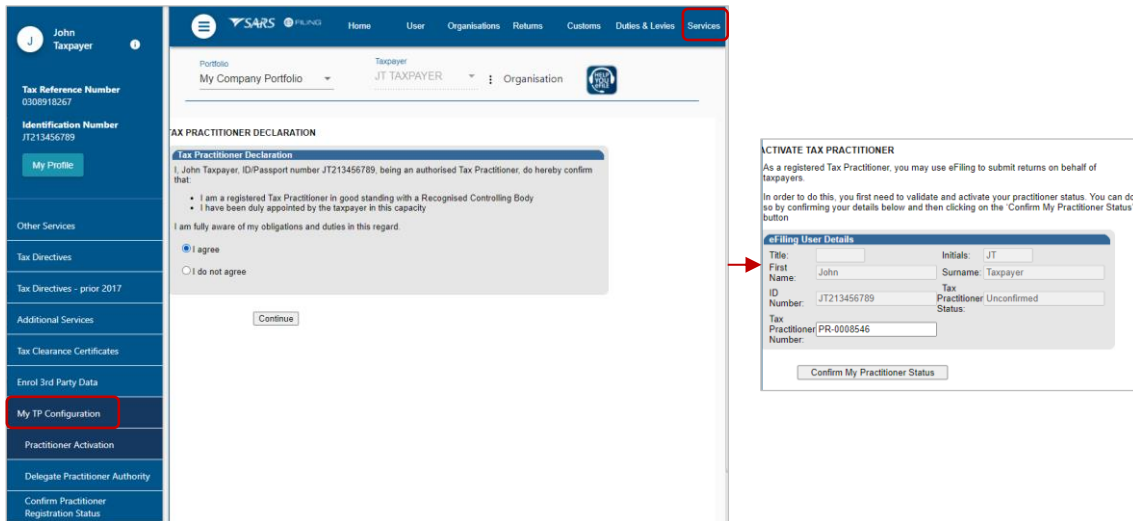 J
John
Taxpayer
i
Tax Reference Number
0308918267
Identification Number
JT213456789
My Profile
Other Services
Tax Directives
Tax Directives - prior 2017
Additional Services
Tax Clearance Certificates
Enrol 3rd Party Data
My TP Configuration
Practitioner Activation
Delegate Practitioner Authority
Confirm Practitioner
Registration Status
SARS eFILING Home User Organisations Returns Customs Duties & Levies Services
Portfolio
My Company Portfolio
Taxpayer
JT TAXPAYER
Organisation
HELP
YOU
eFILE
AX PRACTITIONER DECLARATION
Tax Practitioner Declaration
I, John Taxpayer, ID/Passport number JT213456789, being an authorised Tax Practitioner, do hereby confirm
that:
• I am a registered Tax Practitioner in good standing with a Recognised Controlling Body
• I have been duly appointed by the taxpayer in this capacity
I am fully aware of my obligations and duties in this regard.
I agree
I do not agree
Continue
ACTIVATE TAX PRACTITIONER
As a registered Tax Practitioner, you may use eFiling to submit returns on behalf of
taxpayers.
In order to do this, you first need to validate and activate your practitioner status. You can do
so by confirming your details below and then clicking on the 'Confirm My Practitioner Status'
button
eFiling User Details
Title: Initials: JT
First
Name: John Surname: Taxpayer
ID
Number: JT213456789
Tax
Practitioner Unconfirmed
Status:
Tax
Practitioner PR-0008546
Number:
Confirm My Practitioner Status